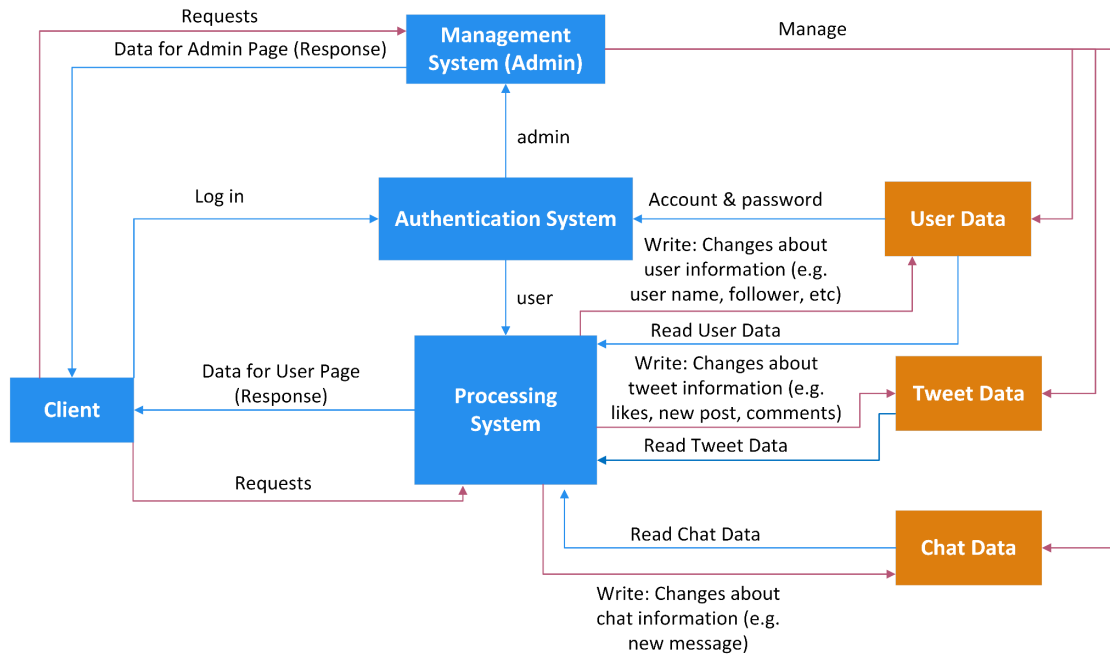 Requests
Management
System (Admin)
Manage
Data for Admin Page (Response)
admin
Log in
Authentication System
Account & password
User Data
Write: Changes about
user information (e.g.
user name, follower, etc)
user
Read User Data
Data for User Page
(Response)
Client
Processing
System
Write: Changes about
tweet information (e.g.
likes, new post, comments)
Tweet Data
Read Tweet Data
Requests
Read Chat Data
Chat Data
Write: Changes about
chat information (e.g.
new message)